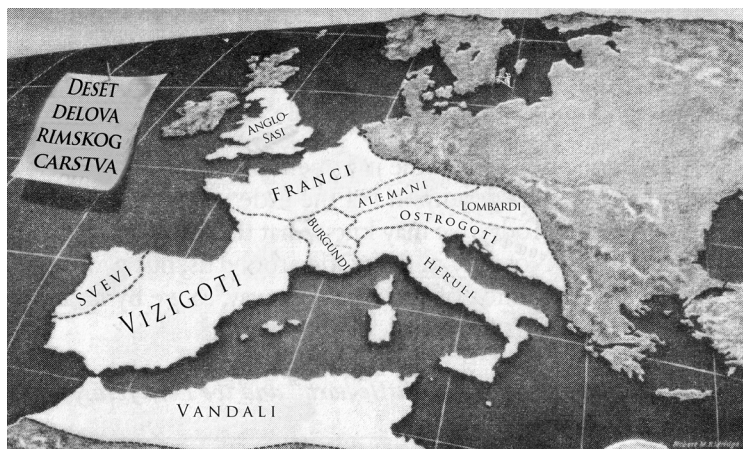 DESET
DELOVA
RIMSKOG
CARSTVA
ANGLO-
SASI
FRANCI
ALEMANI
LOMBARDI
OSTROGOTI
BURGUNDI
HERULI
SVEVI
VIZIGOTI
VANDALI